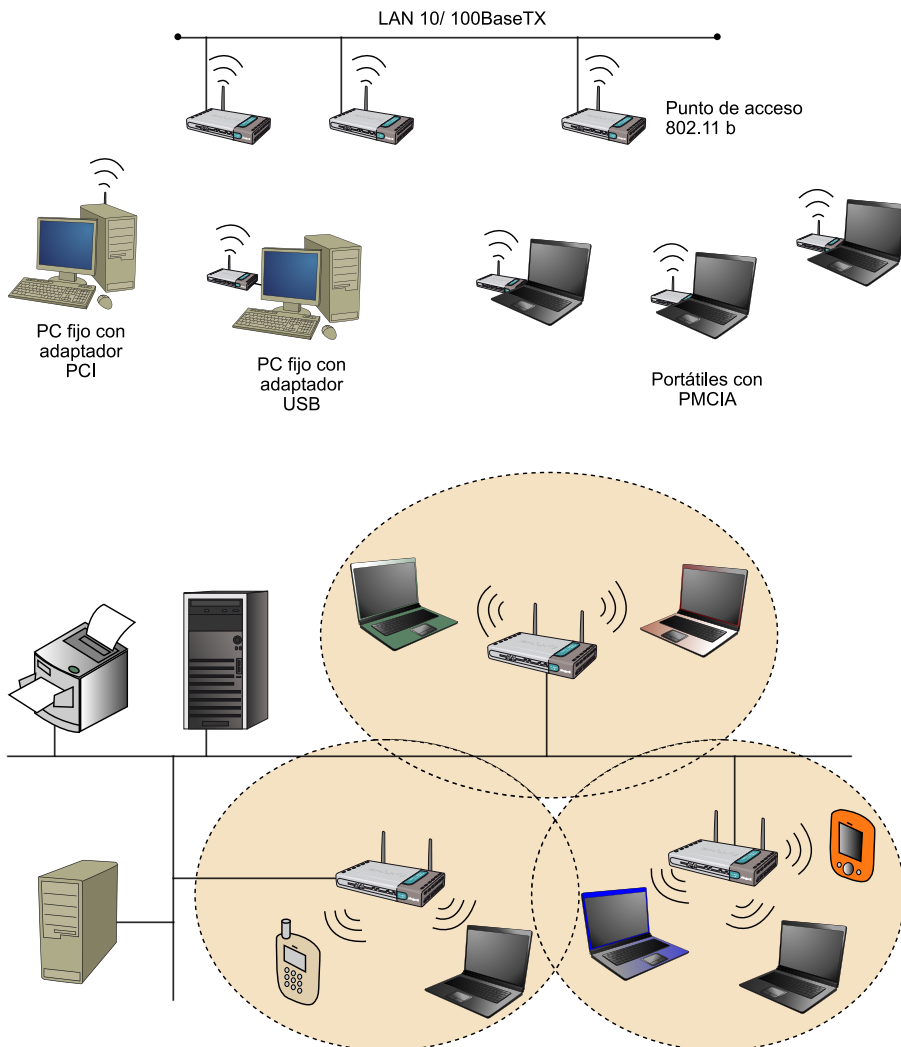 LAN 10/ 100BaseTX
Punto de acceso
802.11 b
PC fijo con
adaptador
PCI
PC fijo con
adaptador
USB
Portátiles con
PMCIA